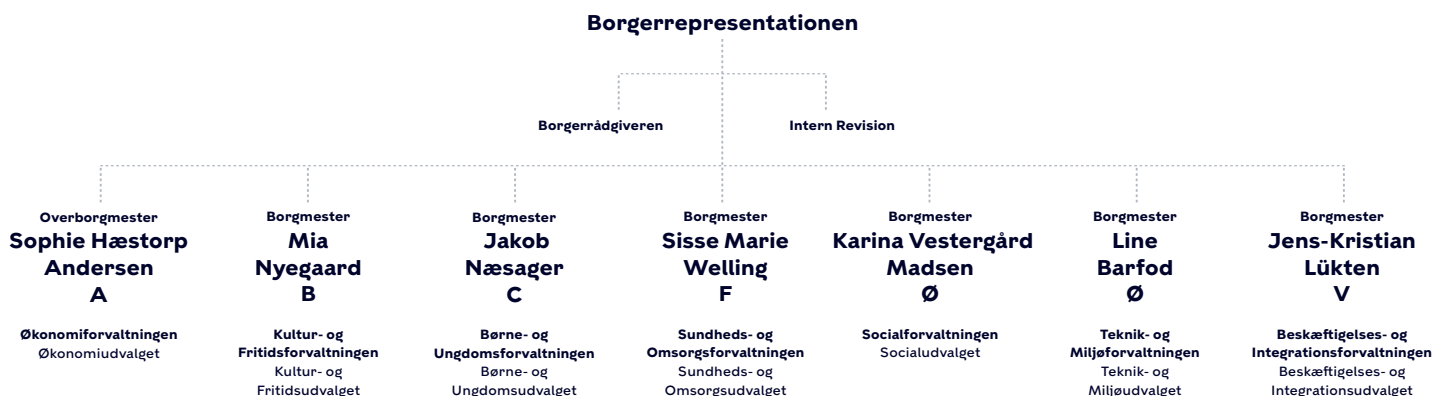 Borgerrepresentationen
Borgerrådgiveren
Intern Revision
Overborgmester
Sophie Hæstorp
Andersen
A
Økonomiforvaltningen
Økonomiudvalget
Borgmester
Mia
Nyegaard
B
Kultur- og
Fritidsforvaltningen
Kultur- og
Fritidsudvalget
Borgmester
Jakob
Næsager
C
Børne- og
Ungdomsforvaltningen
Børne- og
Ungdomsudvalget
Borgmester
Sisse Marie
Welling
F
Sundheds- og
Omsorgsforvaltningen
Sundheds- og
Omsorgsudvalget
Borgmester
Karina Vestergård
Madsen
Ø
Socialforvaltningen
Socialudvalget
Borgmester
Line
Barfod
Ø
Teknik- og
Miljøforvaltningen
Teknik- og
Miljøudvalget
Borgmester
Jens-Kristian
Lükten
V
Beskæftigelses- og
Integrationsforvaltningen
Beskæftigelses- og
Integrationsudvalget